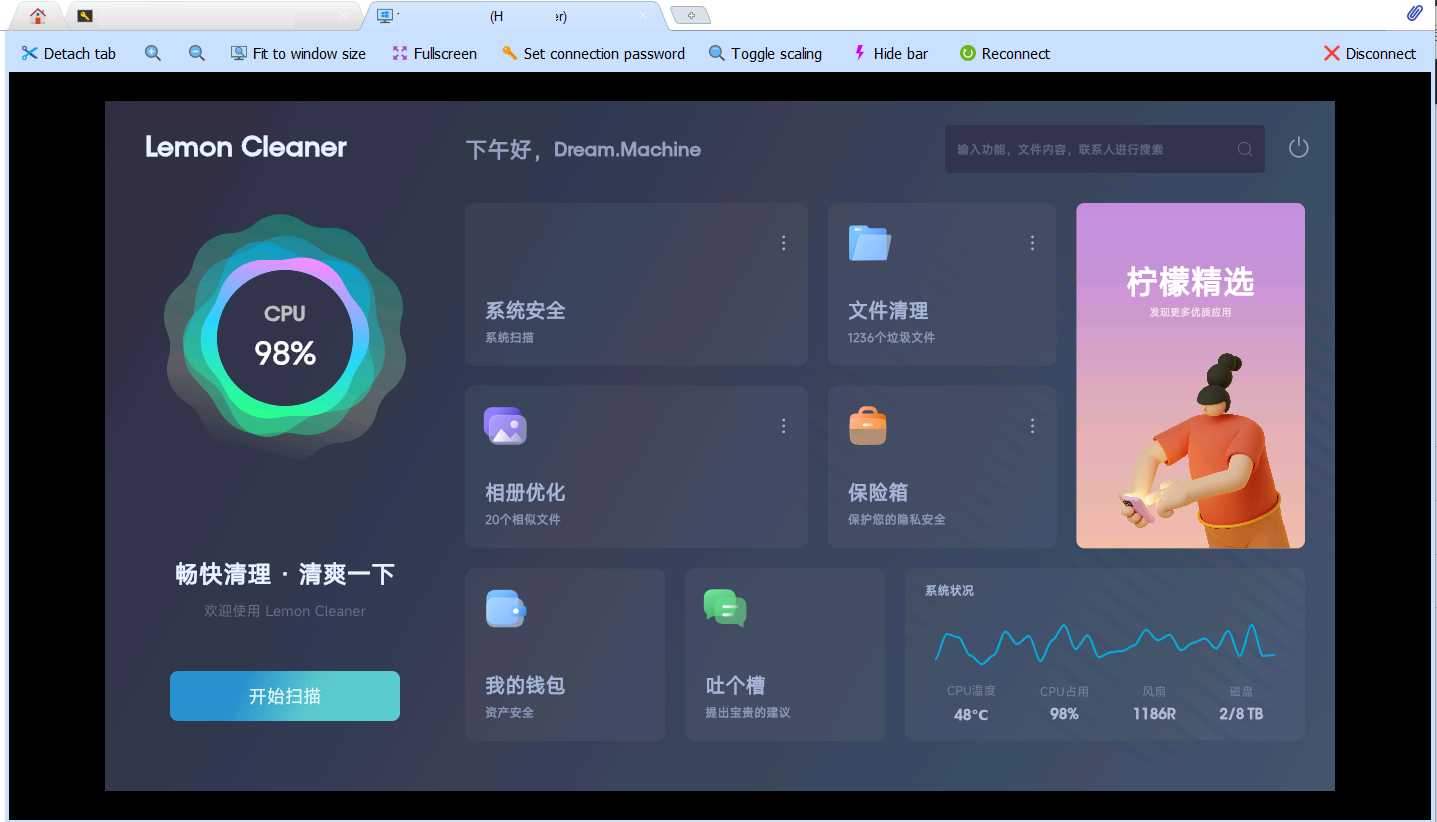 (H er)
Detach tab Fit to window size Fullscreen Set connection password Toggle scaling Hide bar Reconnect Disconnect
Lemon Cleaner
下午好，Dream.Machine
输入功能，文件内容，联系人进行搜索
CPU
98%
畅快清理 · 清爽一下
欢迎使用 Lemon Cleaner
开始扫描
系统安全
系统扫描
文件清理
1236个垃圾文件
柠檬精选
发现更多优质应用
相册优化
20个相似文件
保险箱
保护您的隐私安全
我的钱包
资产安全
吐个槽
提出宝贵的建议
系统状况
CPU温度 CPU占用 风扇 磁盘
48°C 98% 1186R 2/8 TB